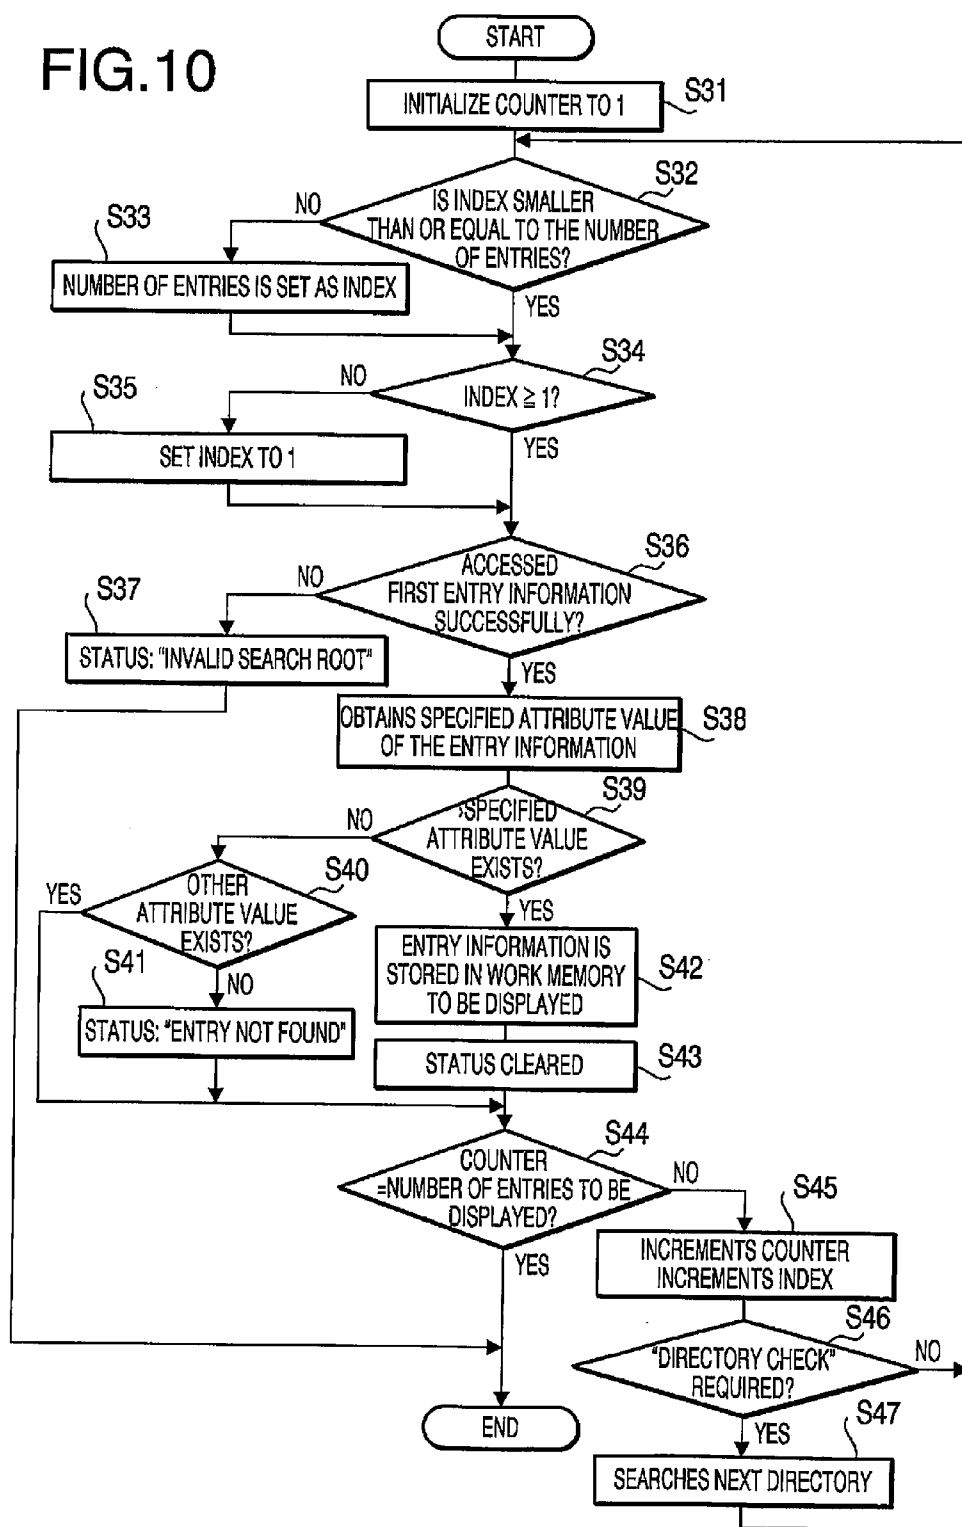 FIG.10
START
INITIALIZE COUNTER TO 1
S31
S32
IS INDEX SMALLER
THAN OR EQUAL TO THE NUMBER
OF ENTRIES?
NO
S33
NUMBER OF ENTRIES IS SET AS INDEX
YES
S34
INDEX ≧ 1?
NO
S35
SET INDEX TO 1
YES
S36
ACCESSED
FIRST ENTRY INFORMATION
SUCCESSFULLY?
NO
S37
STATUS: "INVALID SEARCH ROOT"
YES
OBTAINS SPECIFIED ATTRIBUTE VALUE
OF THE ENTRY INFORMATION
S38
S39
SPECIFIED
ATTRIBUTE VALUE
EXISTS?
NO
S40
YES
OTHER
ATTRIBUTE VALUE
EXISTS?
YES
S41
NO
ENTRY INFORMATION IS
STORED IN WORK MEMORY
TO BE DISPLAYED
S42
STATUS: "ENTRY NOT FOUND"
STATUS CLEARED
S43
S44
COUNTER
=NUMBER OF ENTRIES TO BE
DISPLAYED?
NO
S45
YES
INCREMENTS COUNTER
INCREMENTS INDEX
S46
"DIRECTORY CHECK"
REQUIRED?
NO
END
YES
S47
SEARCHES NEXT DIRECTORY